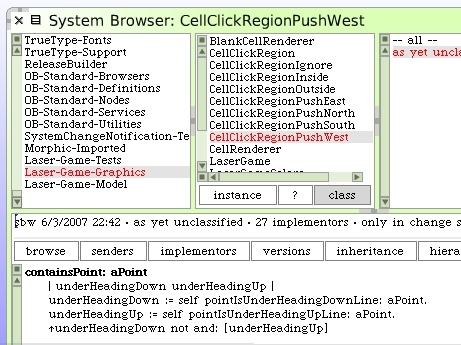 System Browser: CellClickRegionPushWest
TrueType-Fonts
TrueType-Support
ReleaseBuilder
OB-Standard-Browsers
OB-Standard-Definitions
OB-Standard-Nodes
OB-Standard-Services
OB-Standard-Utilities
SystemChangeNotification-Te
Morphic-Imported
Laser-Game-Tests
Laser-Game-Graphics
Laser-Game-Model
BlankCellRenderer
CellClickRegion
CellClickRegionIgnore
CellClickRegionInside
CellClickRegionOutside
CellClickRegionPushEast
CellClickRegionPushNorth
CellClickRegionPushSouth
CellClickRegionPushWest
CellRenderer
LaserGame
instance ? class
-- all --
as yet uncla
sbw 6/3/2007 22:42 · as yet unclassified · 27 implementors · only in change s
browse senders implementors versions inheritance hiera
containsPoint: aPoint
| underHeadingDown underHeadingUp |
underHeadingDown := self pointIsUnderHeadingDownLine: aPoint.
underHeadingUp := self pointIsUnderHeadingUpLine: aPoint.
↑underHeadingDown not and: [underHeadingUp]